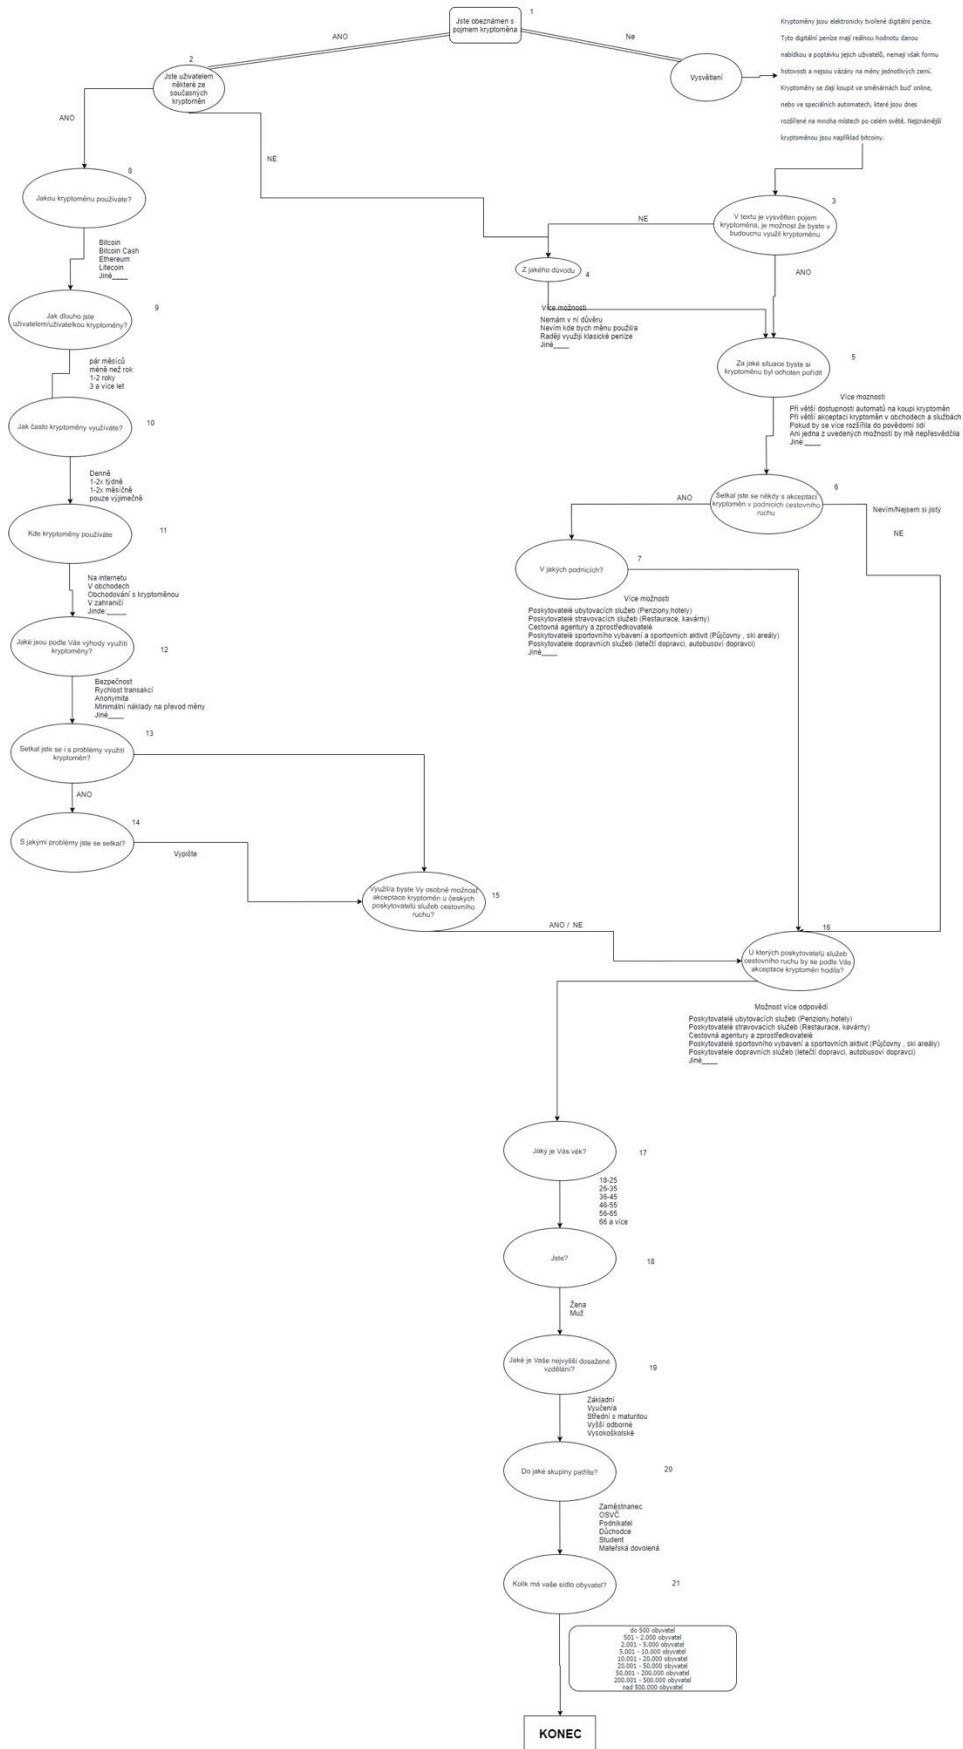 1
Jste obeznámen s
pojmem kryptoměna
ANO
Ne
Kryptoměny jsou elektronicky tvořené digitální peníze.
Tyto digitální peníze mají reálnou hodnotu danou
nabídkou a poptávku jejich uživatelů, nemají však formu
hotovosti a nejsou vázány na měny jednotlivých zemí.
Kryptoměny se dají koupit ve směnárnách buď online,
nebo ve speciálních automatech, které jsou dnes
rozšířené na mnoha místech po celém světě. Nejznámější
kryptoměnou jsou například bitcoiny.
Vysvětlení
2
Jste uživatelem
některé ze
současných
kryptoměn
ANO
NE
8
Jakou kryptoměnu používáte?
Bitcoin
Bitcoin Cash
Ethereum
Litecoin
Jiné____
3
V textu je vysvětlen pojem
kryptoměna, je možnost že byste v
budoucnu využil kryptoměnu
NE
ANO
Z jakého důvodu
4
Více možnosti
Nemám v ní důvěru
Nevím kde bych měnu použil/a
Raději využiji klasické peníze
Jiné____
9
Jak dlouho jste
uživatelem/uživatelkou kryptoměny?
pár měsíců
méně než rok
1-2 roky
3 a více let
5
Za jaké situace byste si
kryptoměnu byl ochoten pořídit
Více moznosti
Při větší dostupnosti automatů na koupi kryptoměn
Při větší akceptaci kryptoměn v obchodech a službách
Pokud by se více rozšířila do povědomí lidí
Ani jedna z uvedených možností by mě nepřesvědčila
Jiné:____
10
Jak často kryptoměny využíváte?
Denně
1-2x týdně
1-2x měsíčně
pouze výjimečně
6
Setkal jste se někdy s akceptací
kryptoměn v podnicích cestovního
ruchu
ANO
Nevím/Nejsem si jistý
NE
11
Kde kryptoměny používáte
Na internetu
V obchodech
Obchodování s kryptoměnou
V zahraničí
Jinde:_____
7
V jakých podnicích?
Více možnosti
Poskytovatelé ubytovacích služeb (Penziony,hotely)
Poskytovatelé stravovacích služeb (Restaurace, kavárny)
Cestovná agentury a zprostředkovatelé
Poskytovatelé sportovního vybavení a sportovních aktivit (Půjčovny , ski areály)
Poskytovatele dopravních služeb (letečtí dopravci, autobusoví dopravci)
Jiné____
12
Jaké jsou podle Vás výhody využití
kryptoměny?
Bezpečnost
Rychlost transakcí
Anonymita
Minimální náklady na převod měny
Jiné____
13
Setkal jste se i s problémy využití
kryptoměn?
ANO
14
S jakými problémy jste se setkal?
Vypište
15
Využil/a byste Vy osobně možnost
akceptace kryptoměn u českých
poskytovatelů služeb cestovního
ruchu?
ANO / NE
16
U kterých poskytovatelů služeb
cestovního ruchu by se podle Vás
akceptace kryptoměn hodila?
Možnost více odpovědí
Poskytovatelé ubytovacích služeb (Penziony,hotely)
Poskytovatelé stravovacích služeb (Restaurace, kavárny)
Cestovná agentury a zprostředkovatelé
Poskytovatelé sportovního vybavení a sportovních aktivit (Půjčovny , ski areály)
Poskytovatele dopravních služeb (letečtí dopravci, autobusoví dopravci)
Jiné____
17
Jaký je Vás věk?
18-25
26-35
36-45
46-55
56-65
66 a více
18
Jste?
Žena
Muž
19
Jaké je Vaše nejvyšší dosažené
vzdělání?
Základní
Vyučen/a
Střední s maturitou
Vyšší odborné
Vysokoškolské
20
Do jaké skupiny patříte?
Zaměstnanec
OSVČ
Podnikatel
Důchodce
Student
Mateřská dovolená
21
Kolik má vaše sídlo obyvatel?
do 500 obyvatel
501 - 2.000 obyvatel
2.001 - 5.000 obyvatel
5.001 - 10.000 obyvatel
10.001 - 20.000 obyvatel
20.001 - 50.000 obyvatel
50.001 - 200.000 obyvatel
200.001 - 500.000 obyvatel
nad 500.000 obyvatel
KONEC